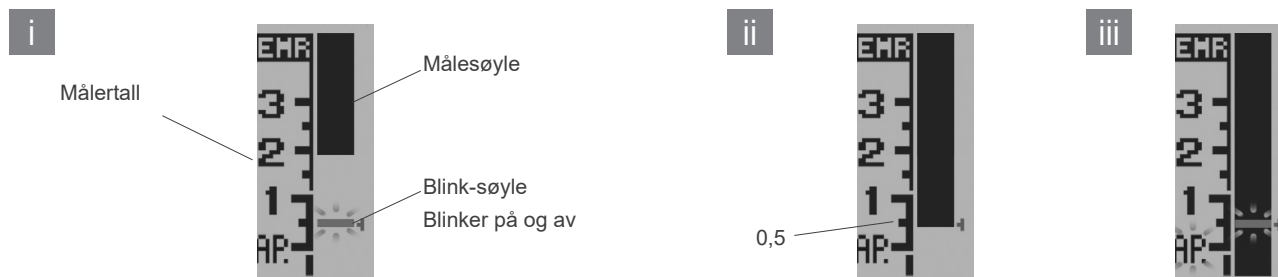 i
EHR
3
2
1
AP.
Målertall
Målesøyle
Blink-søyle
Blinker på og av
ii
EHR
3
2
1
AP.
0,5
iii
EHR
3
2
1
AP.